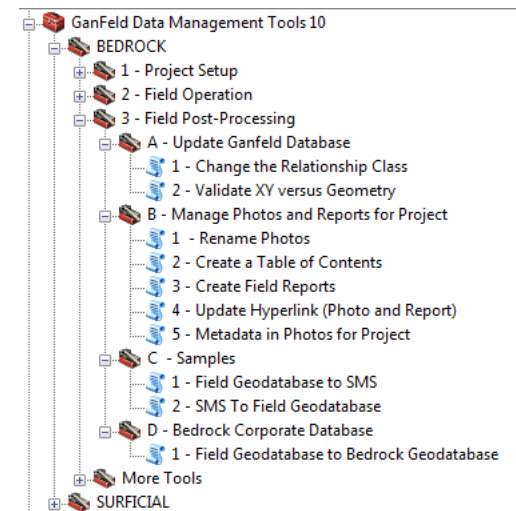 GanFeld Data Management Tools 10
BEDROCK
1 - Project Setup
2 - Field Operation
3 - Field Post-Processing
A - Update Ganfeld Database
1 - Change the Relationship Class
2 - Validate XY versus Geometry
B - Manage Photos and Reports for Project
1 - Rename Photos
2 - Create a Table of Contents
3 - Create Field Reports
4 - Update Hyperlink (Photo and Report)
5 - Metadata in Photos for Project
C - Samples
1 - Field Geodatabase to SMS
2 - SMS To Field Geodatabase
D - Bedrock Corporate Database
1 - Field Geodatabase to Bedrock Geodatabase
More Tools
SURFICIAL